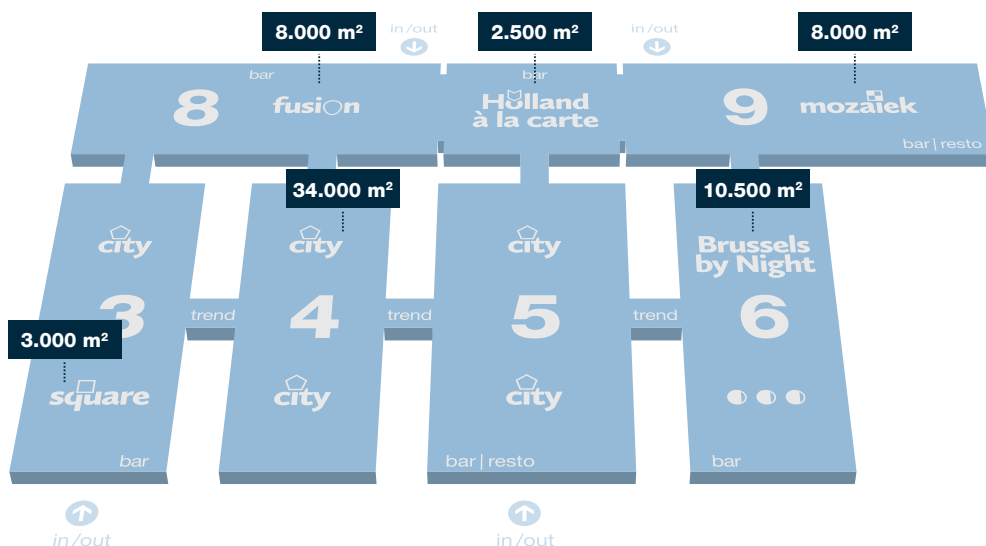 8.000 m²
in/out
2.500 m²
in/out
8.000 m²
bar
8
fusion
bar
Holland
à la carte
9
mozaïek
bar|resto
34.000 m²
10.500 m²
city
city
city
Brussels
by Night
3
trend
4
trend
5
trend
6
3.000 m²
square
city
city
bar
bar|resto
bar
in/out
in/out